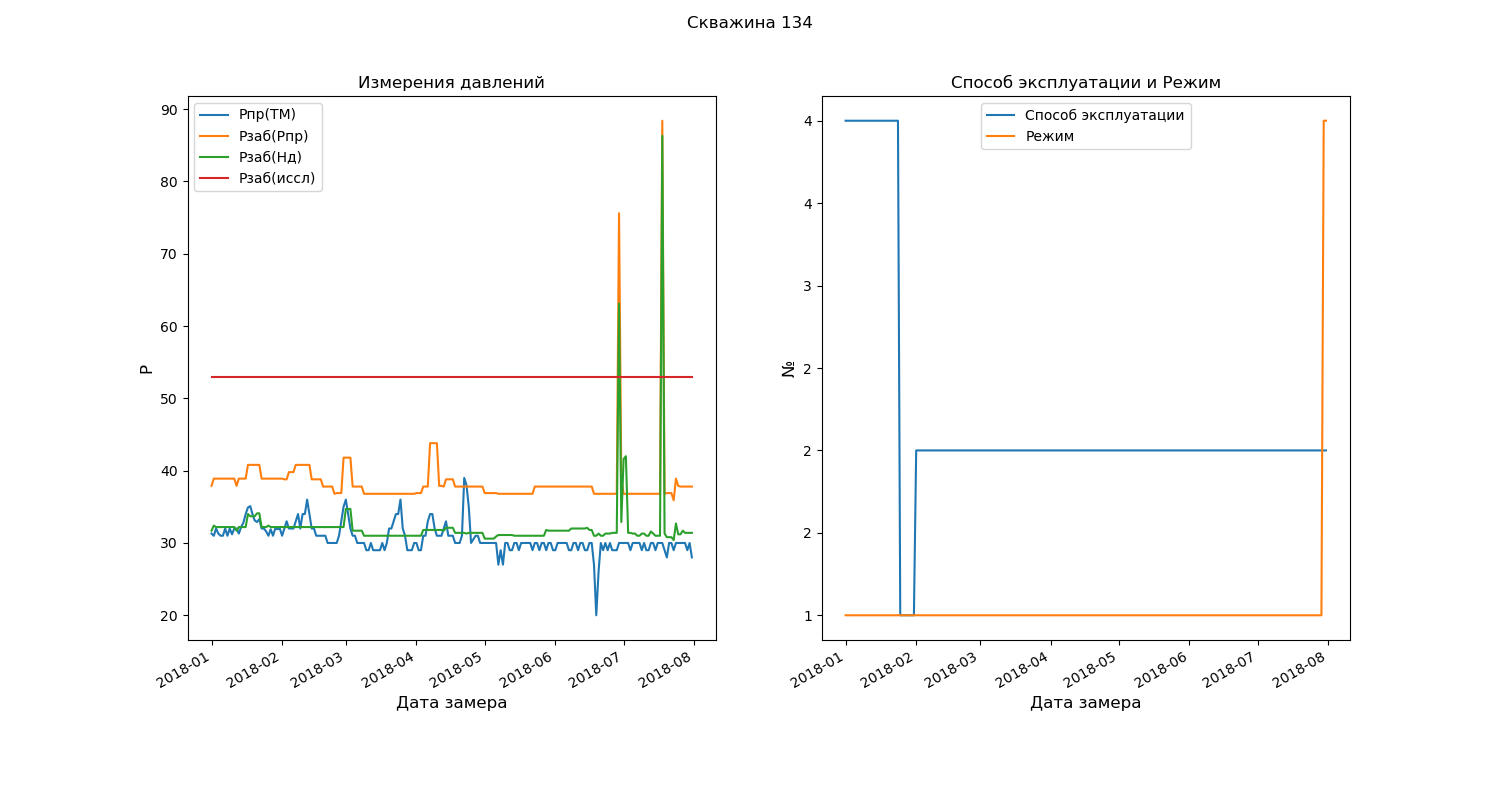 Скважина 134
Измерения давлений
Рпр(ТМ)
Рзаб(Рпр)
Рзаб(Нд)
Рзаб(иссл)
90
80
70
60
50
40
30
20
P
2018-01
2018-02
2018-03
2018-04
2018-05
2018-06
2018-07
2018-08
Дата замера
Способ эксплуатации и Режим
Способ эксплуатации
Режим
4
4
3
2
2
2
1
№
2018-01
2018-02
2018-03
2018-04
2018-05
2018-06
2018-07
2018-08
Дата замера